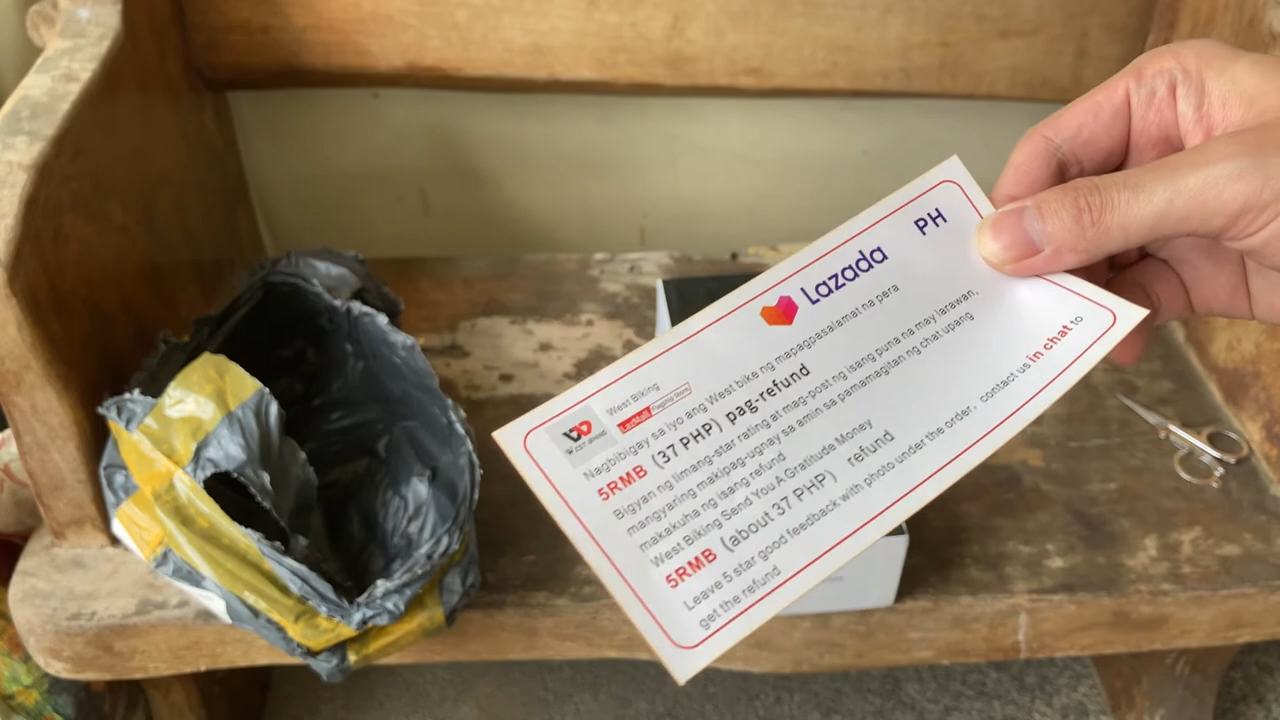 Lazada PH
West Biking
LazMall Flagship Store
WEST BIKING
Nagbibigay sa iyo ang West bike ng mapagpasalamat na pera
5RMB (37 PHP) pag-refund
Bigyan ng limang-star rating at mag-post ng isang puna na may larawan,
mangyaring makipag-ugnay sa amin sa pamamagitan ng chat upang
makakuha ng isang refund
West Biking Send You A Gratitude Money
5RMB (about 37 PHP) refund
Leave 5 star good feedback with photo under the order, contact us in chat to
get the refund